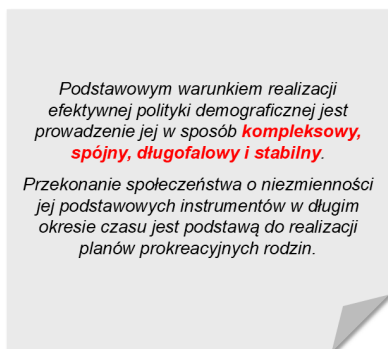 Podstawowym warunkiem realizacji
efektywnej polityki demograficznej jest
prowadzenie jej w sposób kompleksowy,
spójny, długofalowy i stabilny.
Przekonanie społeczeństwa o niezmienności
jej podstawowych instrumentów w długim
okresie czasu jest podstawą do realizacji
planów prokreacyjnych rodzin.